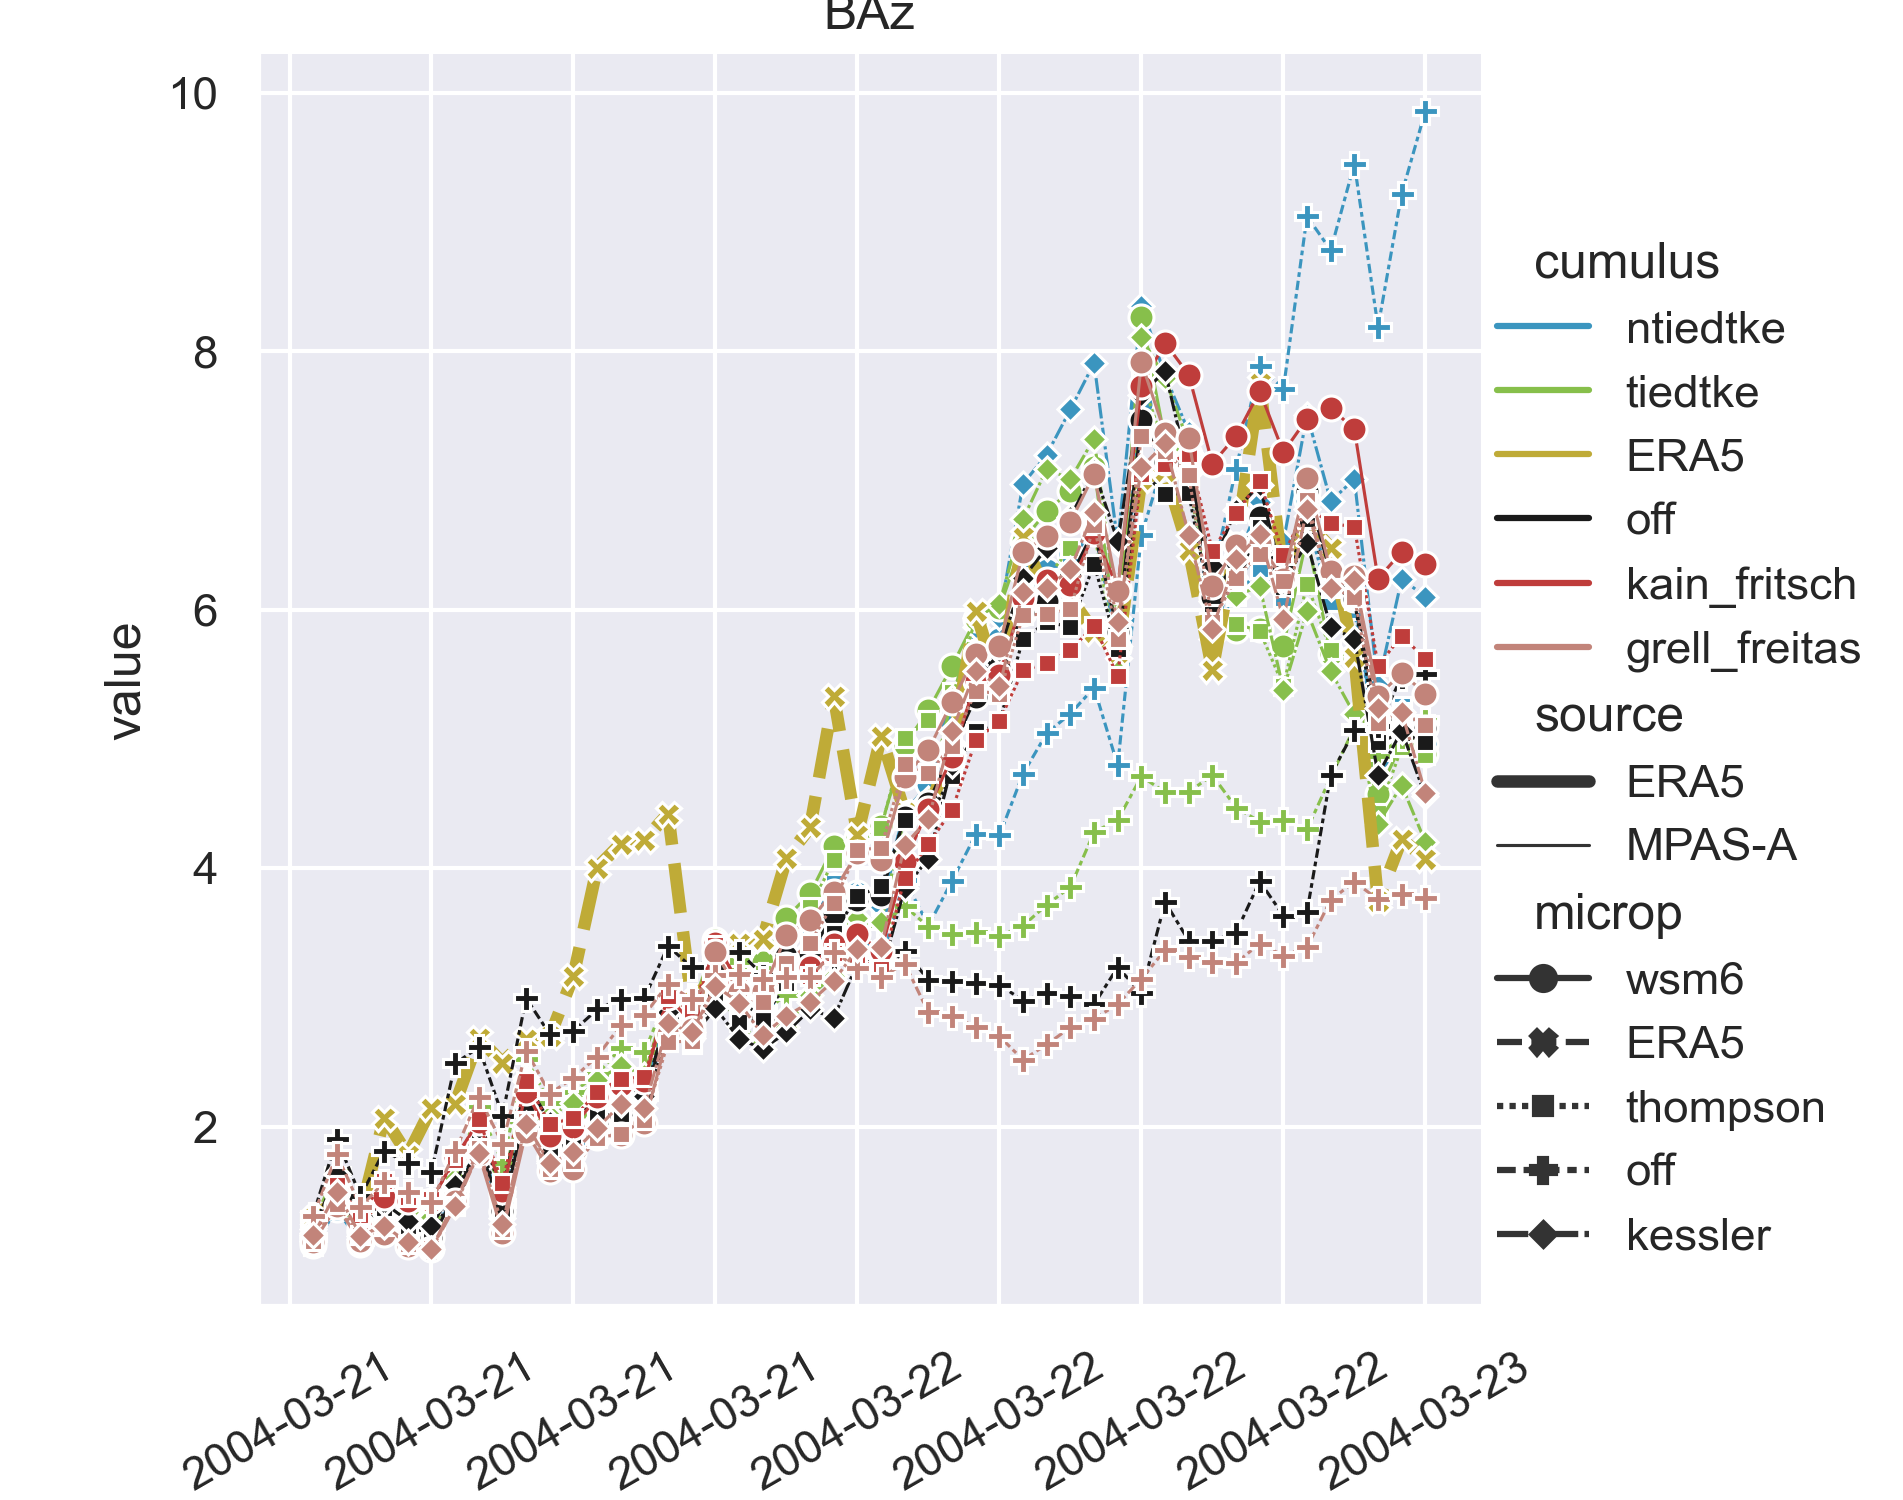 BAz
10
8
6
4
2
value
2004-03-21
2004-03-21
2004-03-21
2004-03-21
2004-03-22
2004-03-22
2004-03-22
2004-03-22
2004-03-23
cumulus
ntiedtke
tiedtke
ERA5
off
kain_fritsch
grell_freitas
source
ERA5
MPAS-A
microp
wsm6
ERA5
thompson
off
kessler